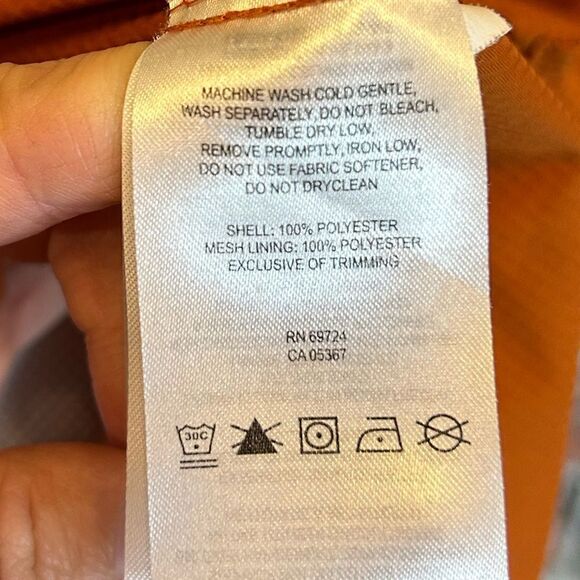 MACHINE WASH COLD GENTLE,
WASH SEPARATELY, DO NOT BLEACH,
TUMBLE DRY LOW,
REMOVE PROMPTLY, IRON LOW,
DO NOT USE FABRIC SOFTENER,
DO NOT DRYCLEAN
SHELL: 100% POLYESTER
MESH LINING: 100% POLYESTER
EXCLUSIVE OF TRIMMING
RN 69724
CA 05367
30C